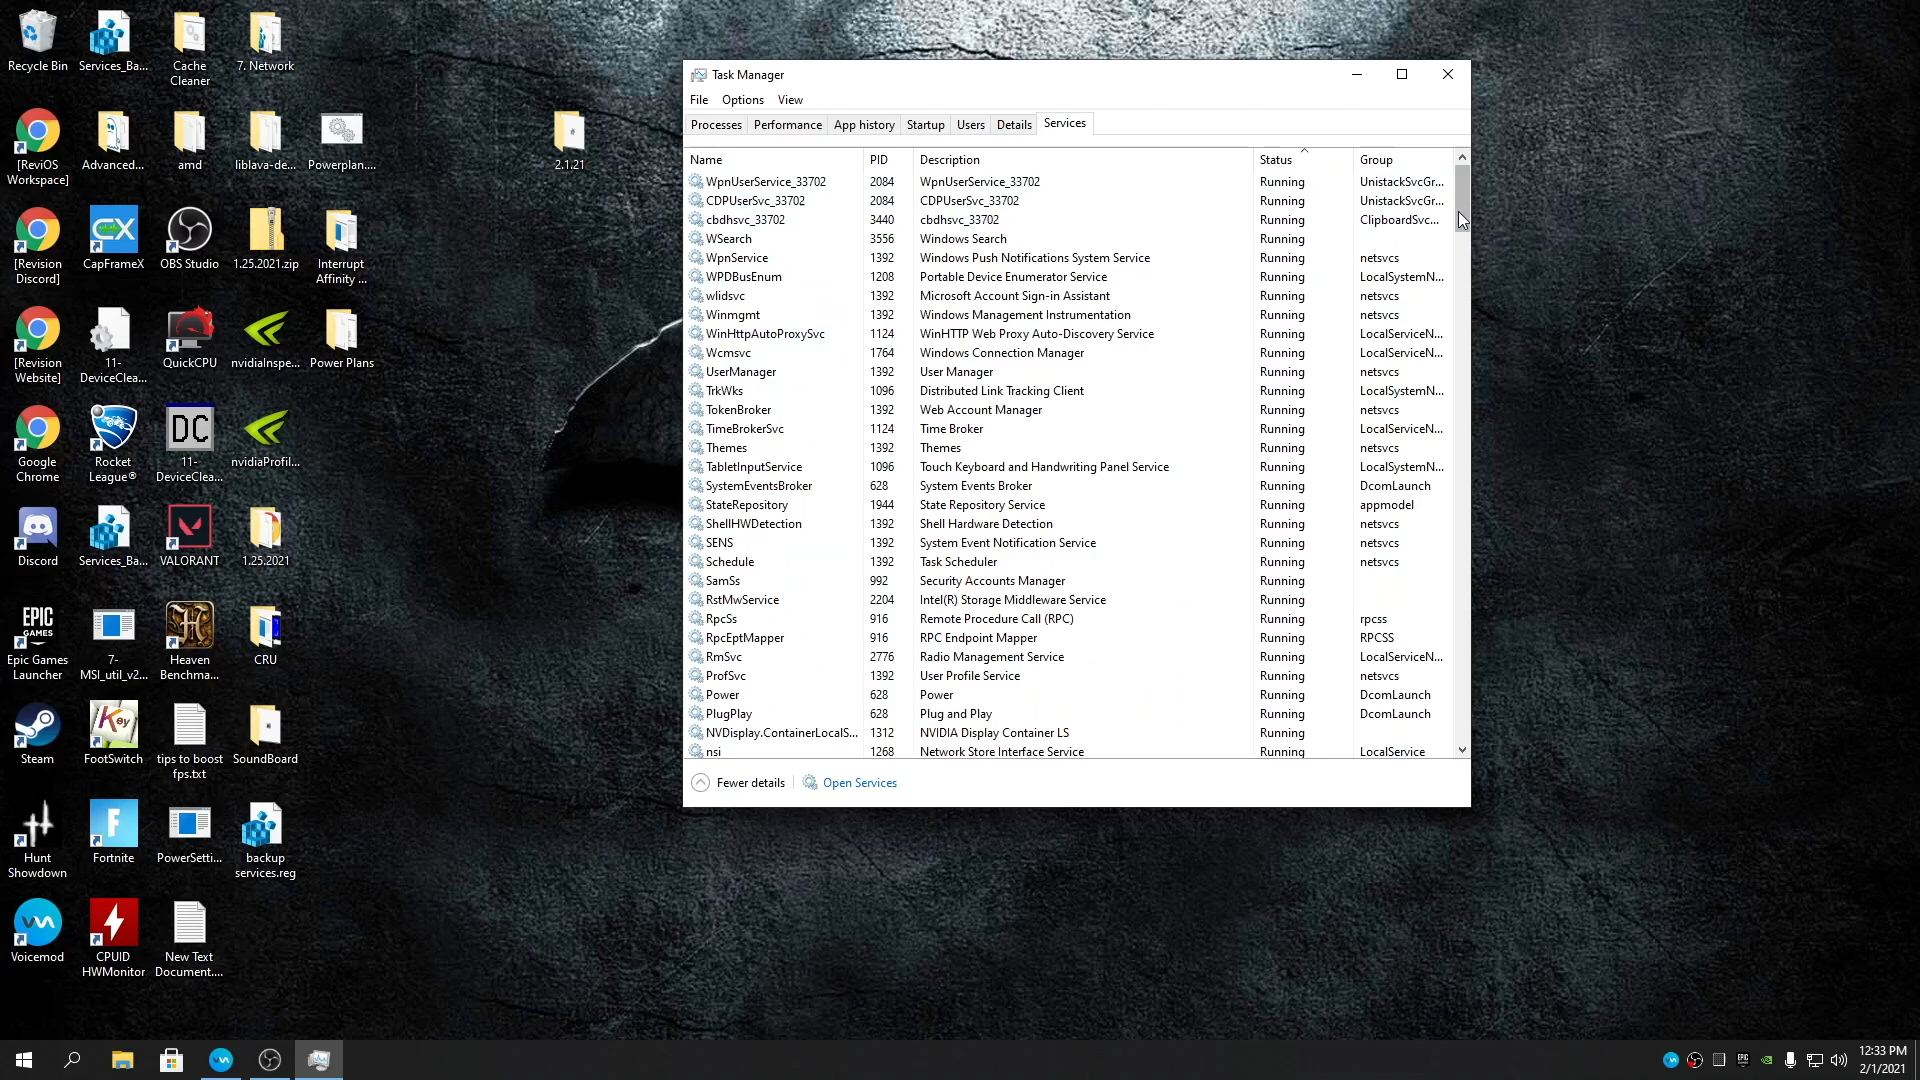 Recycle Bin
Services_Ba...
Cache
Cleaner
7. Network
[ReviOS
Workspace]
Advanced...
amd
liblava-de...
Powerplan....
2.1.21
[Revision
Discord]
CX
CapFrameX
OBS Studio
1.25.2021.zip
Interrupt
Affinity ...
[Revision
Website]
11-
DeviceClea...
QuickCPU
nvidiaInspe...
Power Plans
Google
Chrome
Rocket
League®
DC
11-
DeviceClea...
nvidiaProfil...
Discord
Services_Ba...
VALORANT
1.25.2021
EPIC
GAMES
Epic Games
Launcher
7-
MSI_util_v2...
H
Heaven
Benchma...
CRU
Steam
Key
FootSwitch
tips to boost
fps.txt
SoundBoard
Hunt
Showdown
F
Fortnite
PowerSetti...
backup
services.reg
Voicemod
CPUID
HWMonitor
New Text
Document....
Task Manager
File Options View
Processes Performance App history Startup Users Details Services
Name PID Description Status Group
WpnUserService_33702 2084 WpnUserService_33702 Running UnistackSvcGr...
CDPUserSvc_33702 2084 CDPUserSvc_33702 Running UnistackSvcGr...
cbdhsvc_33702 3440 cbdhsvc_33702 Running ClipboardSvc...
WSearch 3556 Windows Search Running
WpnService 1392 Windows Push Notifications System Service Running netsvcs
WPDBusEnum 1208 Portable Device Enumerator Service Running LocalSystemN...
wlidsvc 1392 Microsoft Account Sign-in Assistant Running netsvcs
Winmgmt 1392 Windows Management Instrumentation Running netsvcs
WinHttpAutoProxySvc 1124 WinHTTP Web Proxy Auto-Discovery Service Running LocalServiceN...
Wcmsvc 1764 Windows Connection Manager Running LocalServiceN...
UserManager 1392 User Manager Running netsvcs
TrkWks 1096 Distributed Link Tracking Client Running LocalSystemN...
TokenBroker 1392 Web Account Manager Running netsvcs
TimeBrokerSvc 1124 Time Broker Running LocalServiceN...
Themes 1392 Themes Running netsvcs
TabletInputService 1096 Touch Keyboard and Handwriting Panel Service Running LocalSystemN...
SystemEventsBroker 628 System Events Broker Running DcomLaunch
StateRepository 1944 State Repository Service Running appmodel
ShellHWDetection 1392 Shell Hardware Detection Running netsvcs
SENS 1392 System Event Notification Service Running netsvcs
Schedule 1392 Task Scheduler Running netsvcs
SamSs 992 Security Accounts Manager Running
RstMwService 2204 Intel(R) Storage Middleware Service Running
RpcSs 916 Remote Procedure Call (RPC) Running rpcss
RpcEptMapper 916 RPC Endpoint Mapper Running RPCSS
RmSvc 2776 Radio Management Service Running LocalServiceN...
ProfSvc 1392 User Profile Service Running netsvcs
Power 628 Power Running DcomLaunch
PlugPlay 628 Plug and Play Running DcomLaunch
NVDisplay.ContainerLocalS... 1312 NVIDIA Display Container LS Running
nsi 1268 Network Store Interface Service Running LocalService
Fewer details Open Services
12:33 PM
2/1/2021